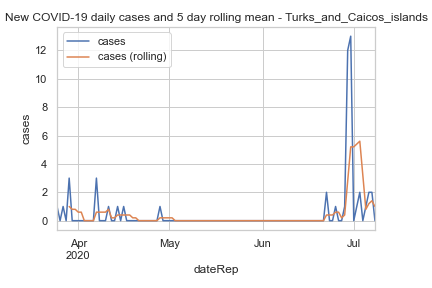 New COVID-19 daily cases and 5 day rolling mean - Turks_and_Caicos_islands
cases
cases (rolling)
12
10
8
6
4
2
0
cases
Apr
2020
May
Jun
Jul
dateRep